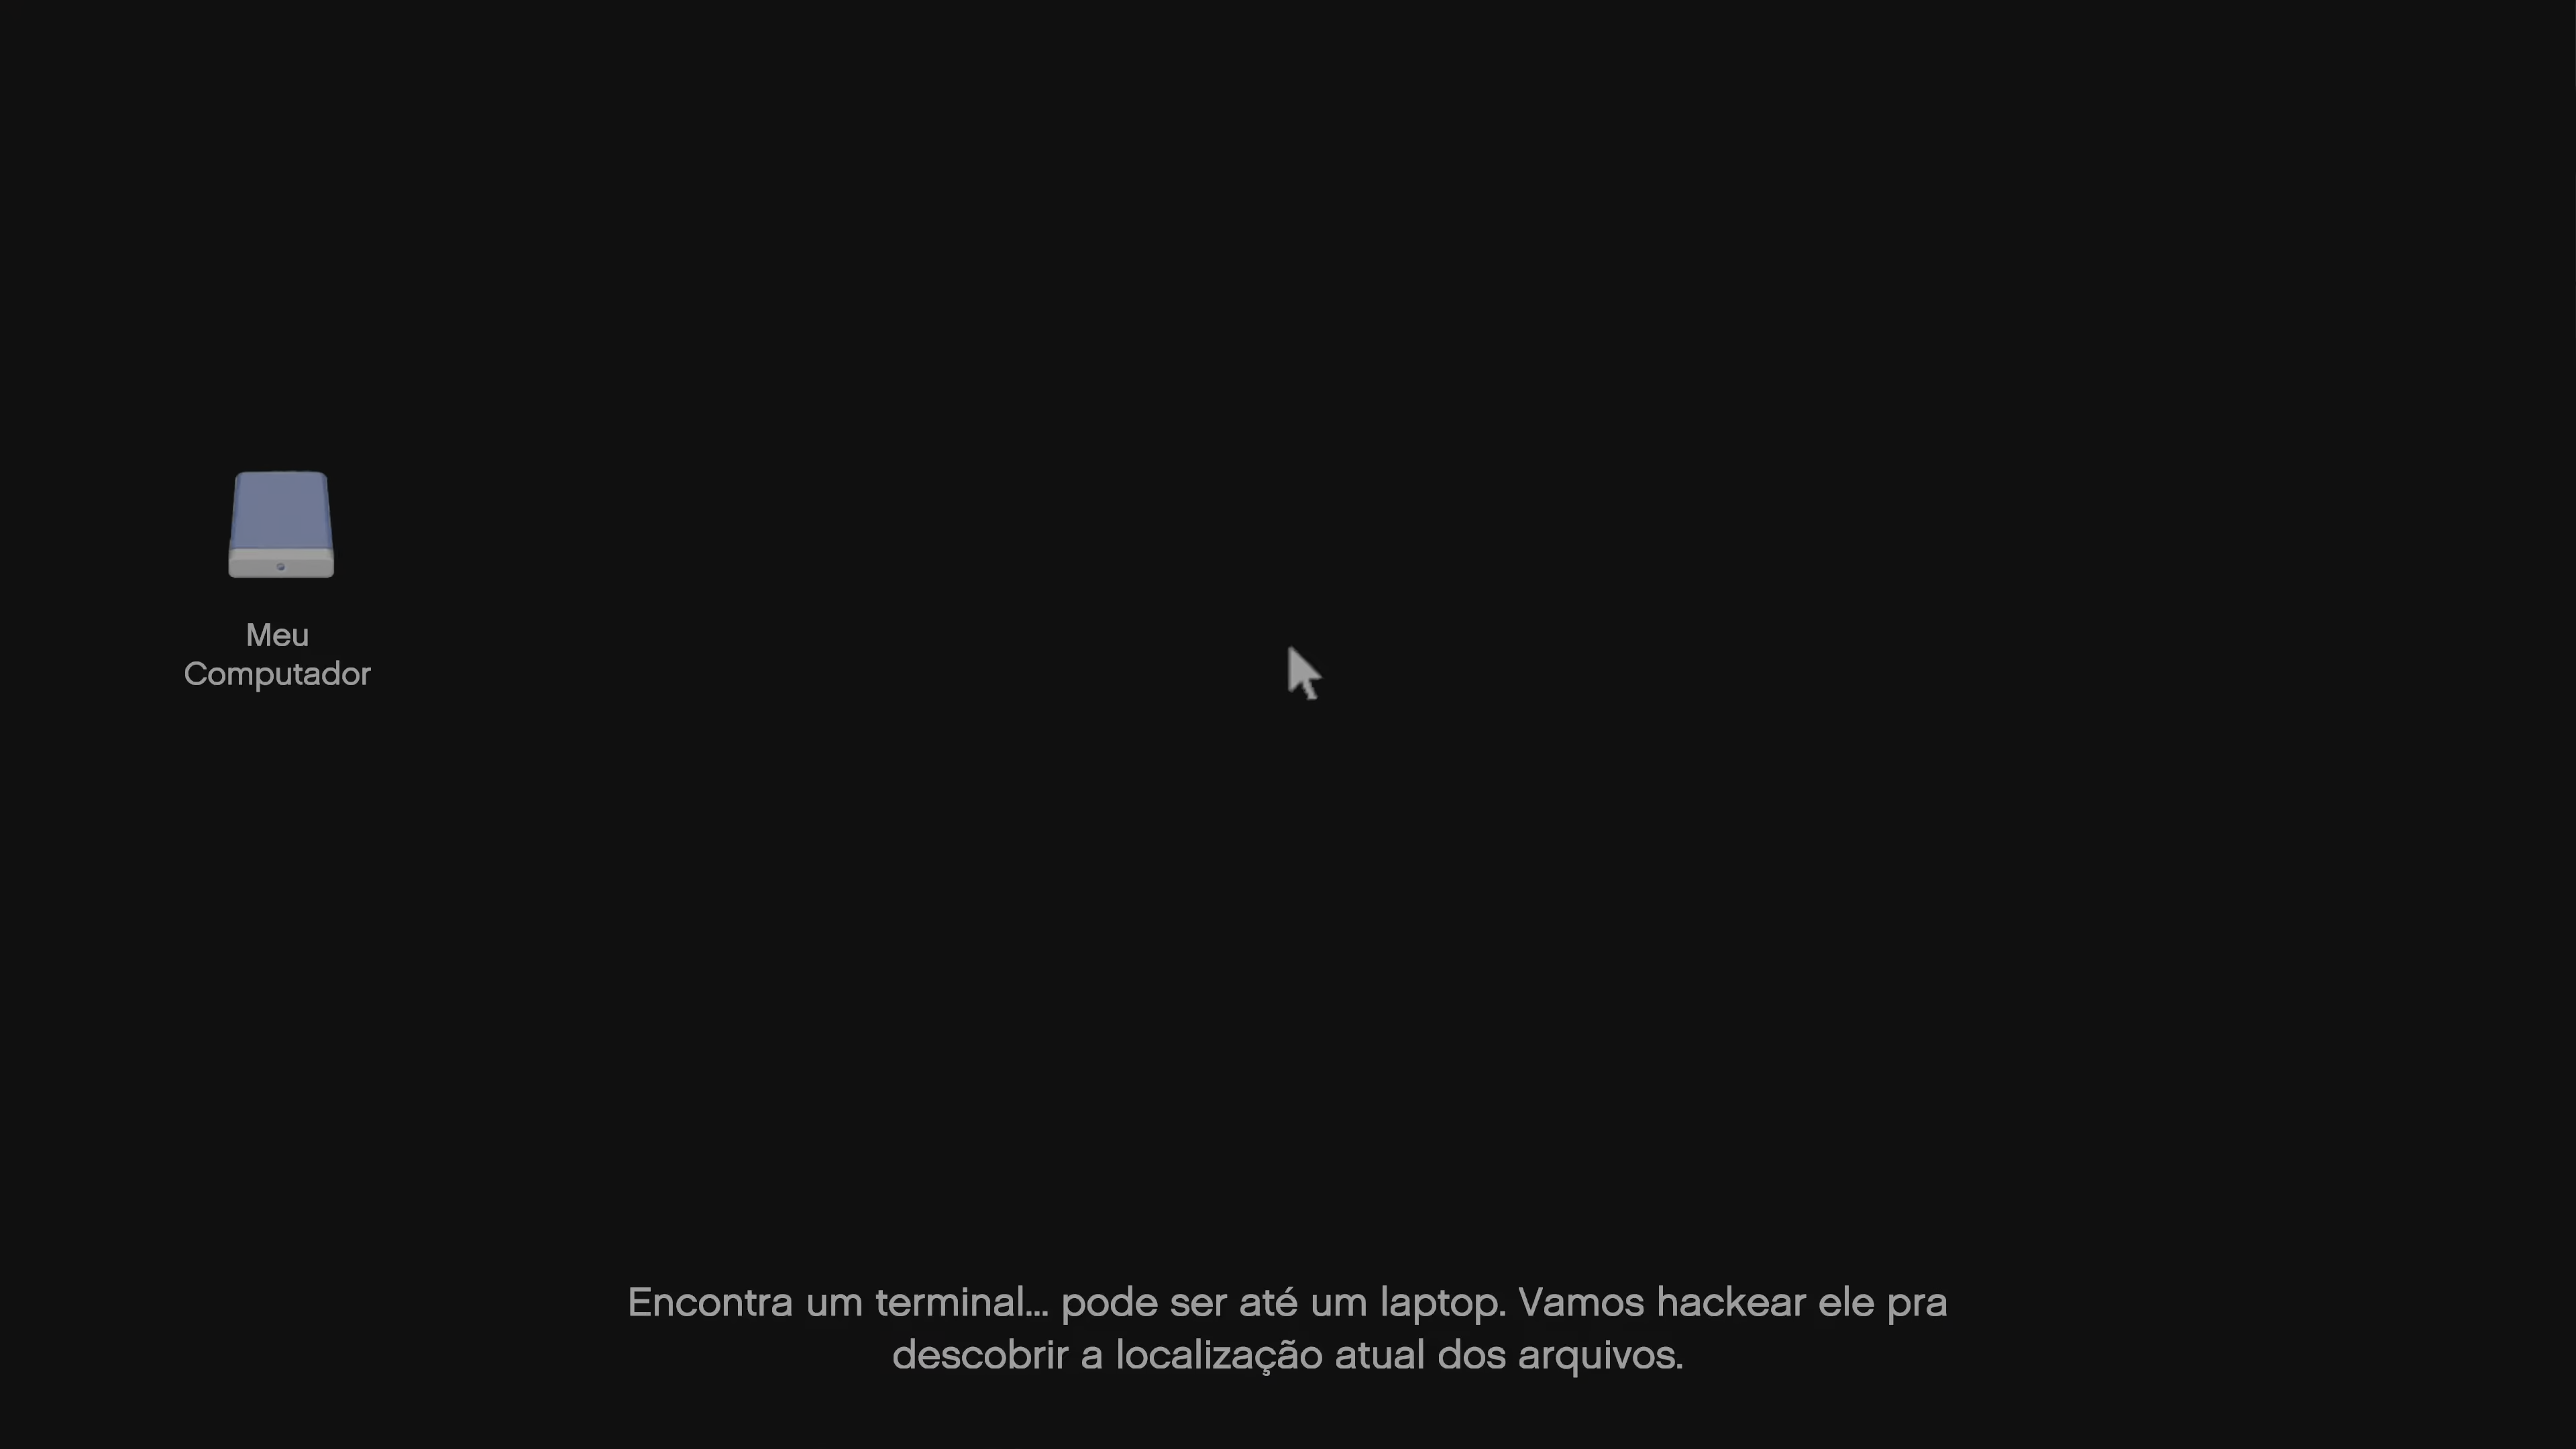 Meu
Computador
Encontra um terminal... pode ser até um laptop. Vamos hackear ele pra
descobrir a localização atual dos arquivos.